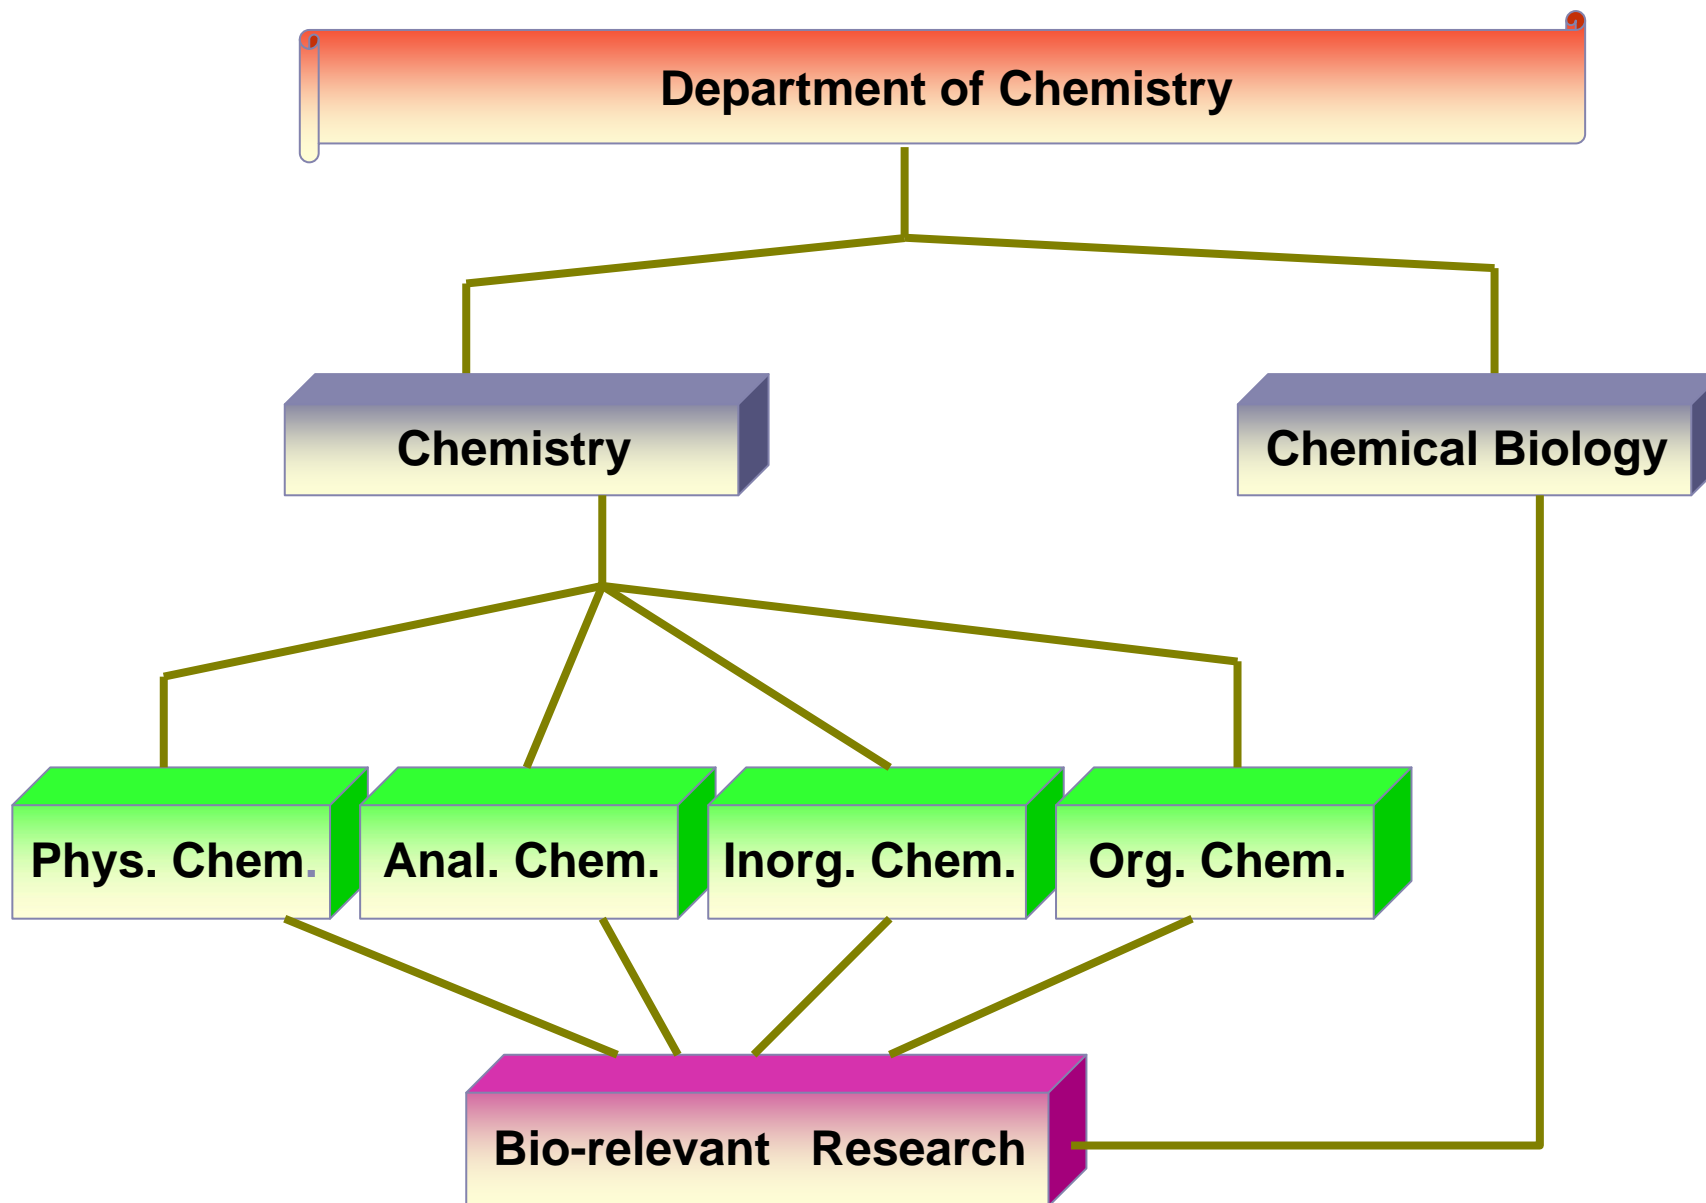 Department of Chemistry
Chemistry
Chemical Biology
Phys. Chem.
Anal. Chem.
Inorg. Chem.
Org. Chem.
Bio-relevant Research